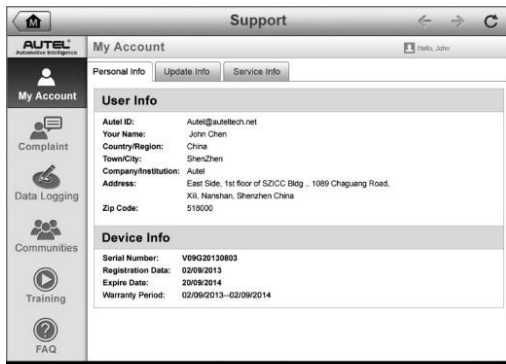 M
Support
AUTEL
Automotive Intelligence
My Account
Hello, John
Personal Info
Update Info
Service Info
My Account
Complaint
Data Logging
Communities
Training
FAQ
User Info
Autel ID: Autel@auteltech.net
Your Name: John Chen
Country/Region: China
Town/City: ShenZhen
Company/Institution: Autel
Address: East Side, 1st floor of SZICC Bldg ., 1089 Chaguang Road,
Xili, Nanshan, Shenzhen China
Zip Code: 518000
Device Info
Serial Number: V09G20130803
Registration Data: 02/09/2013
Expire Date: 20/09/2014
Warranty Period: 02/09/2013--02/09/2014